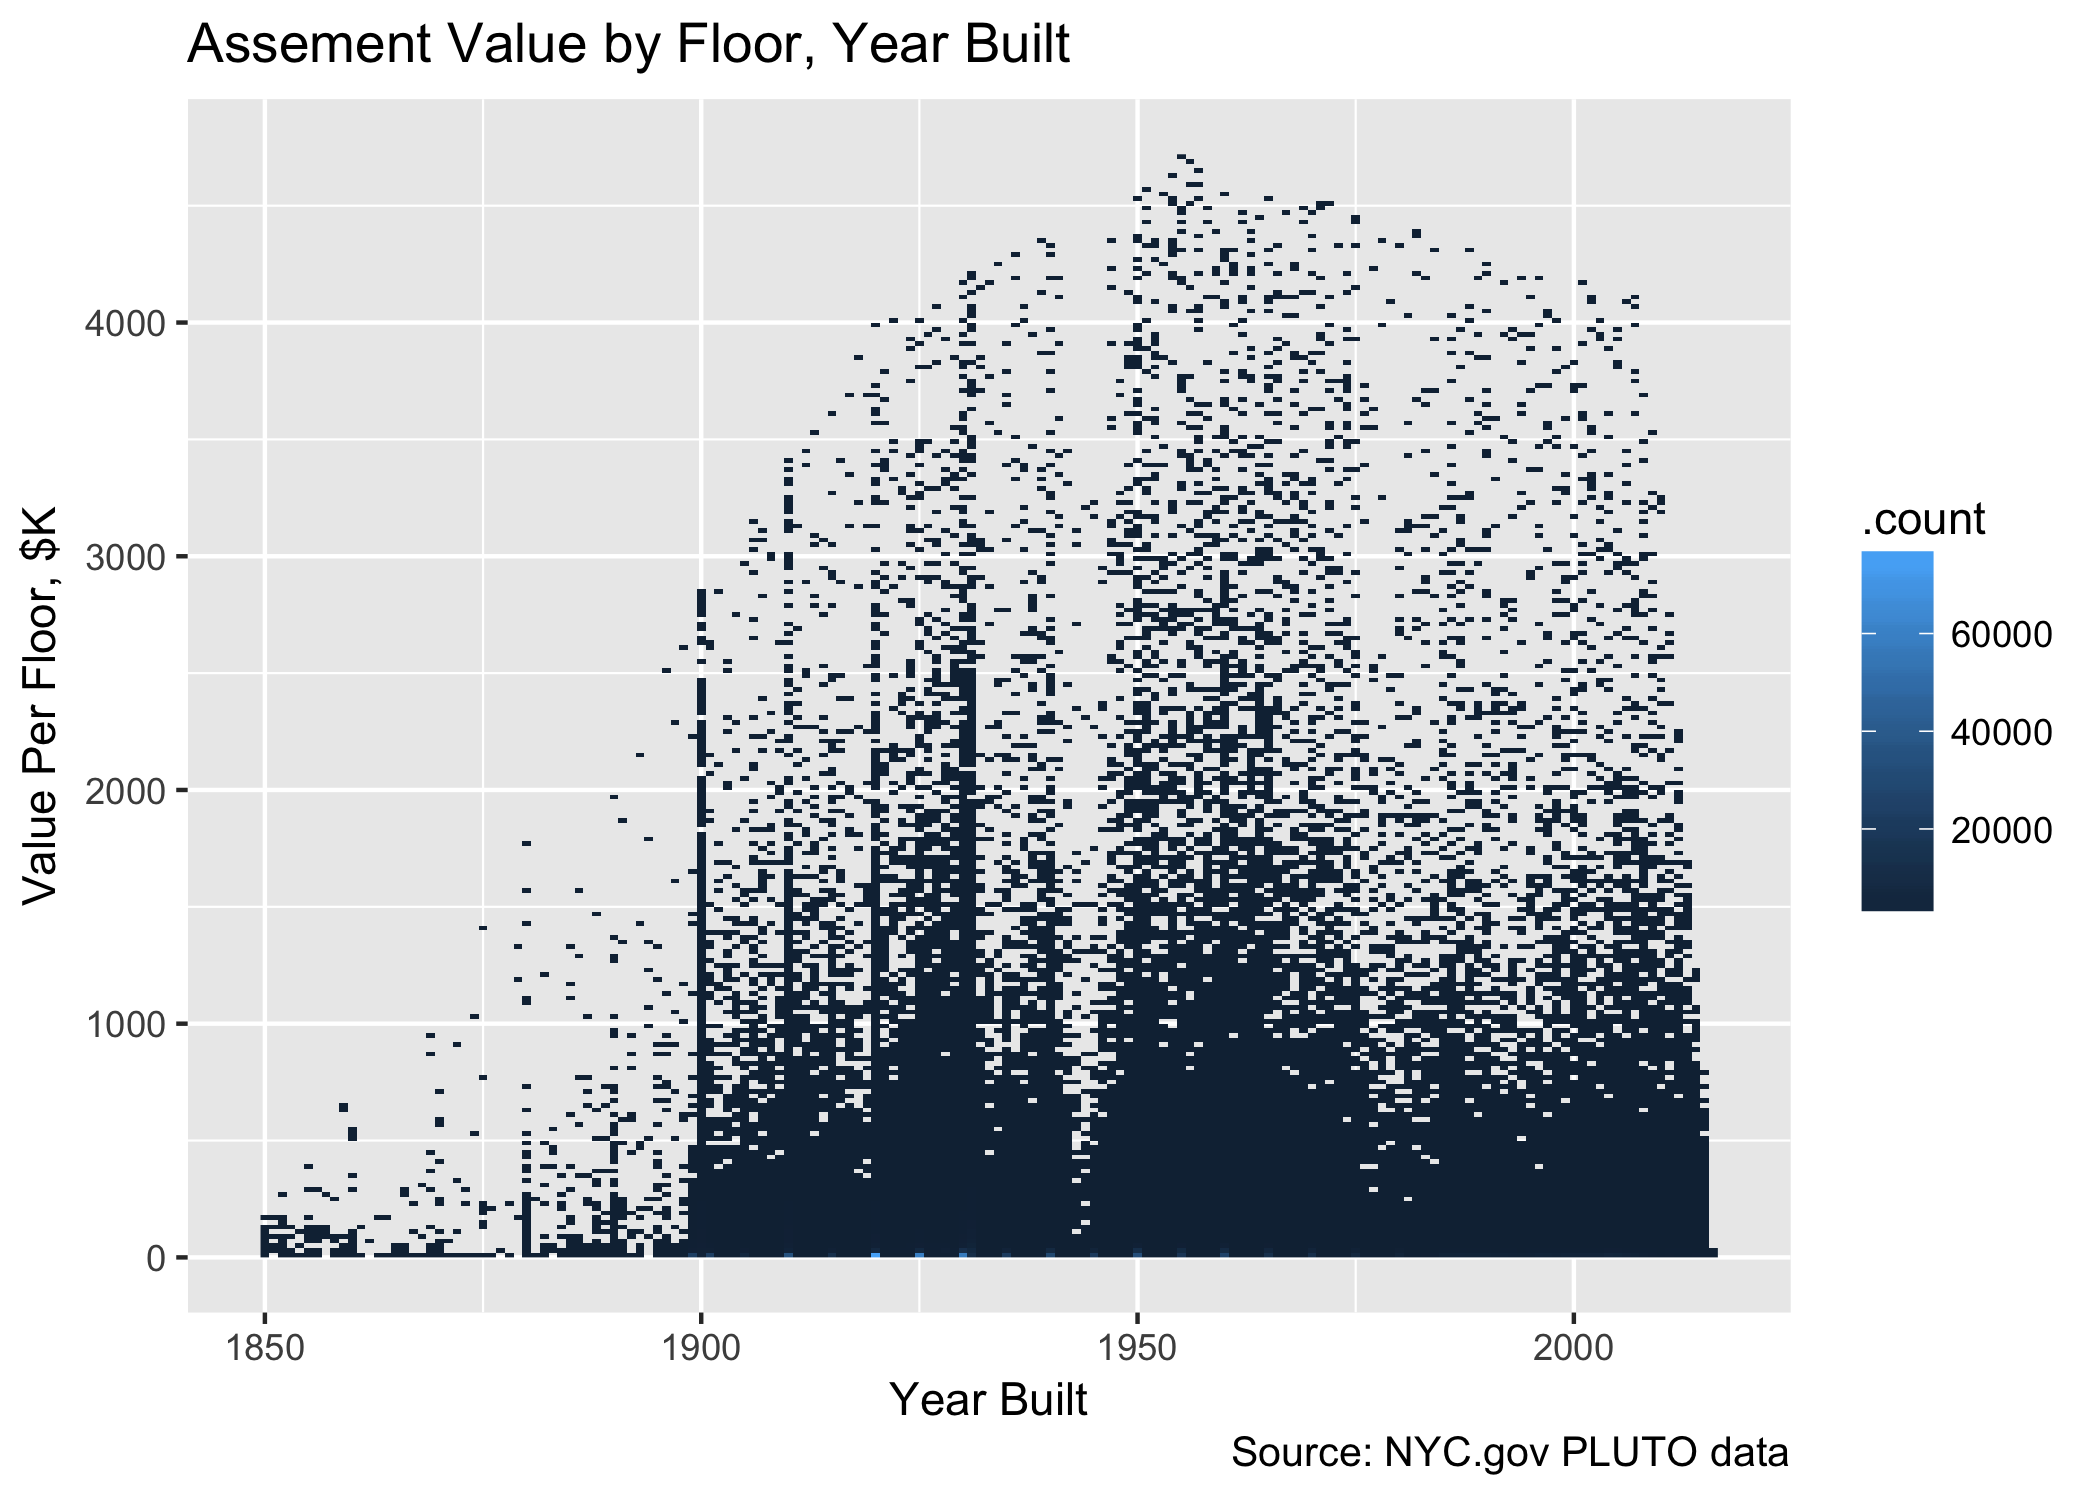 Assement Value by Floor, Year Built
Value Per Floor, $K
4000
3000
2000
1000
0
1850
1900
1950
2000
Year Built
Source: NYC.gov PLUTO data
.count
60000
40000
20000